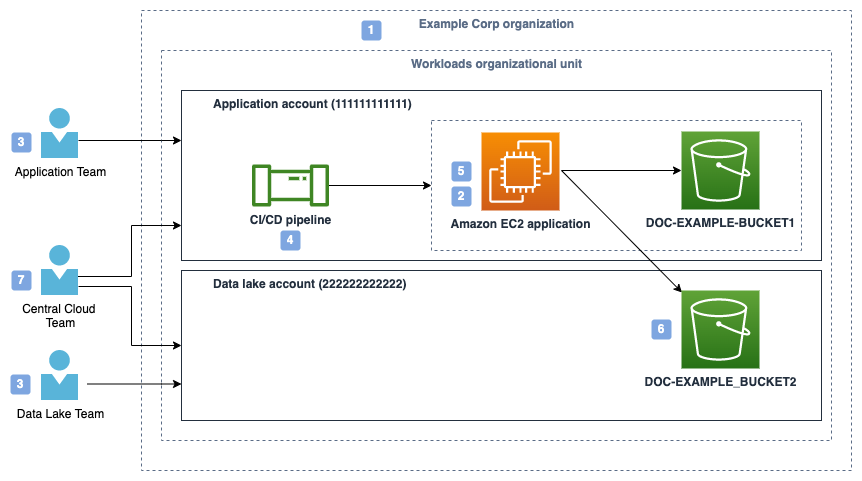 Example Corp organization
1
Workloads organizational unit
Application account (111111111111)
3
Application Team
5
2
CI/CD pipeline
4
Amazon EC2 application
DOC-EXAMPLE-BUCKET1
7
Central Cloud
Team
Data lake account (222222222222)
6
DOC-EXAMPLE_BUCKET2
3
Data Lake Team